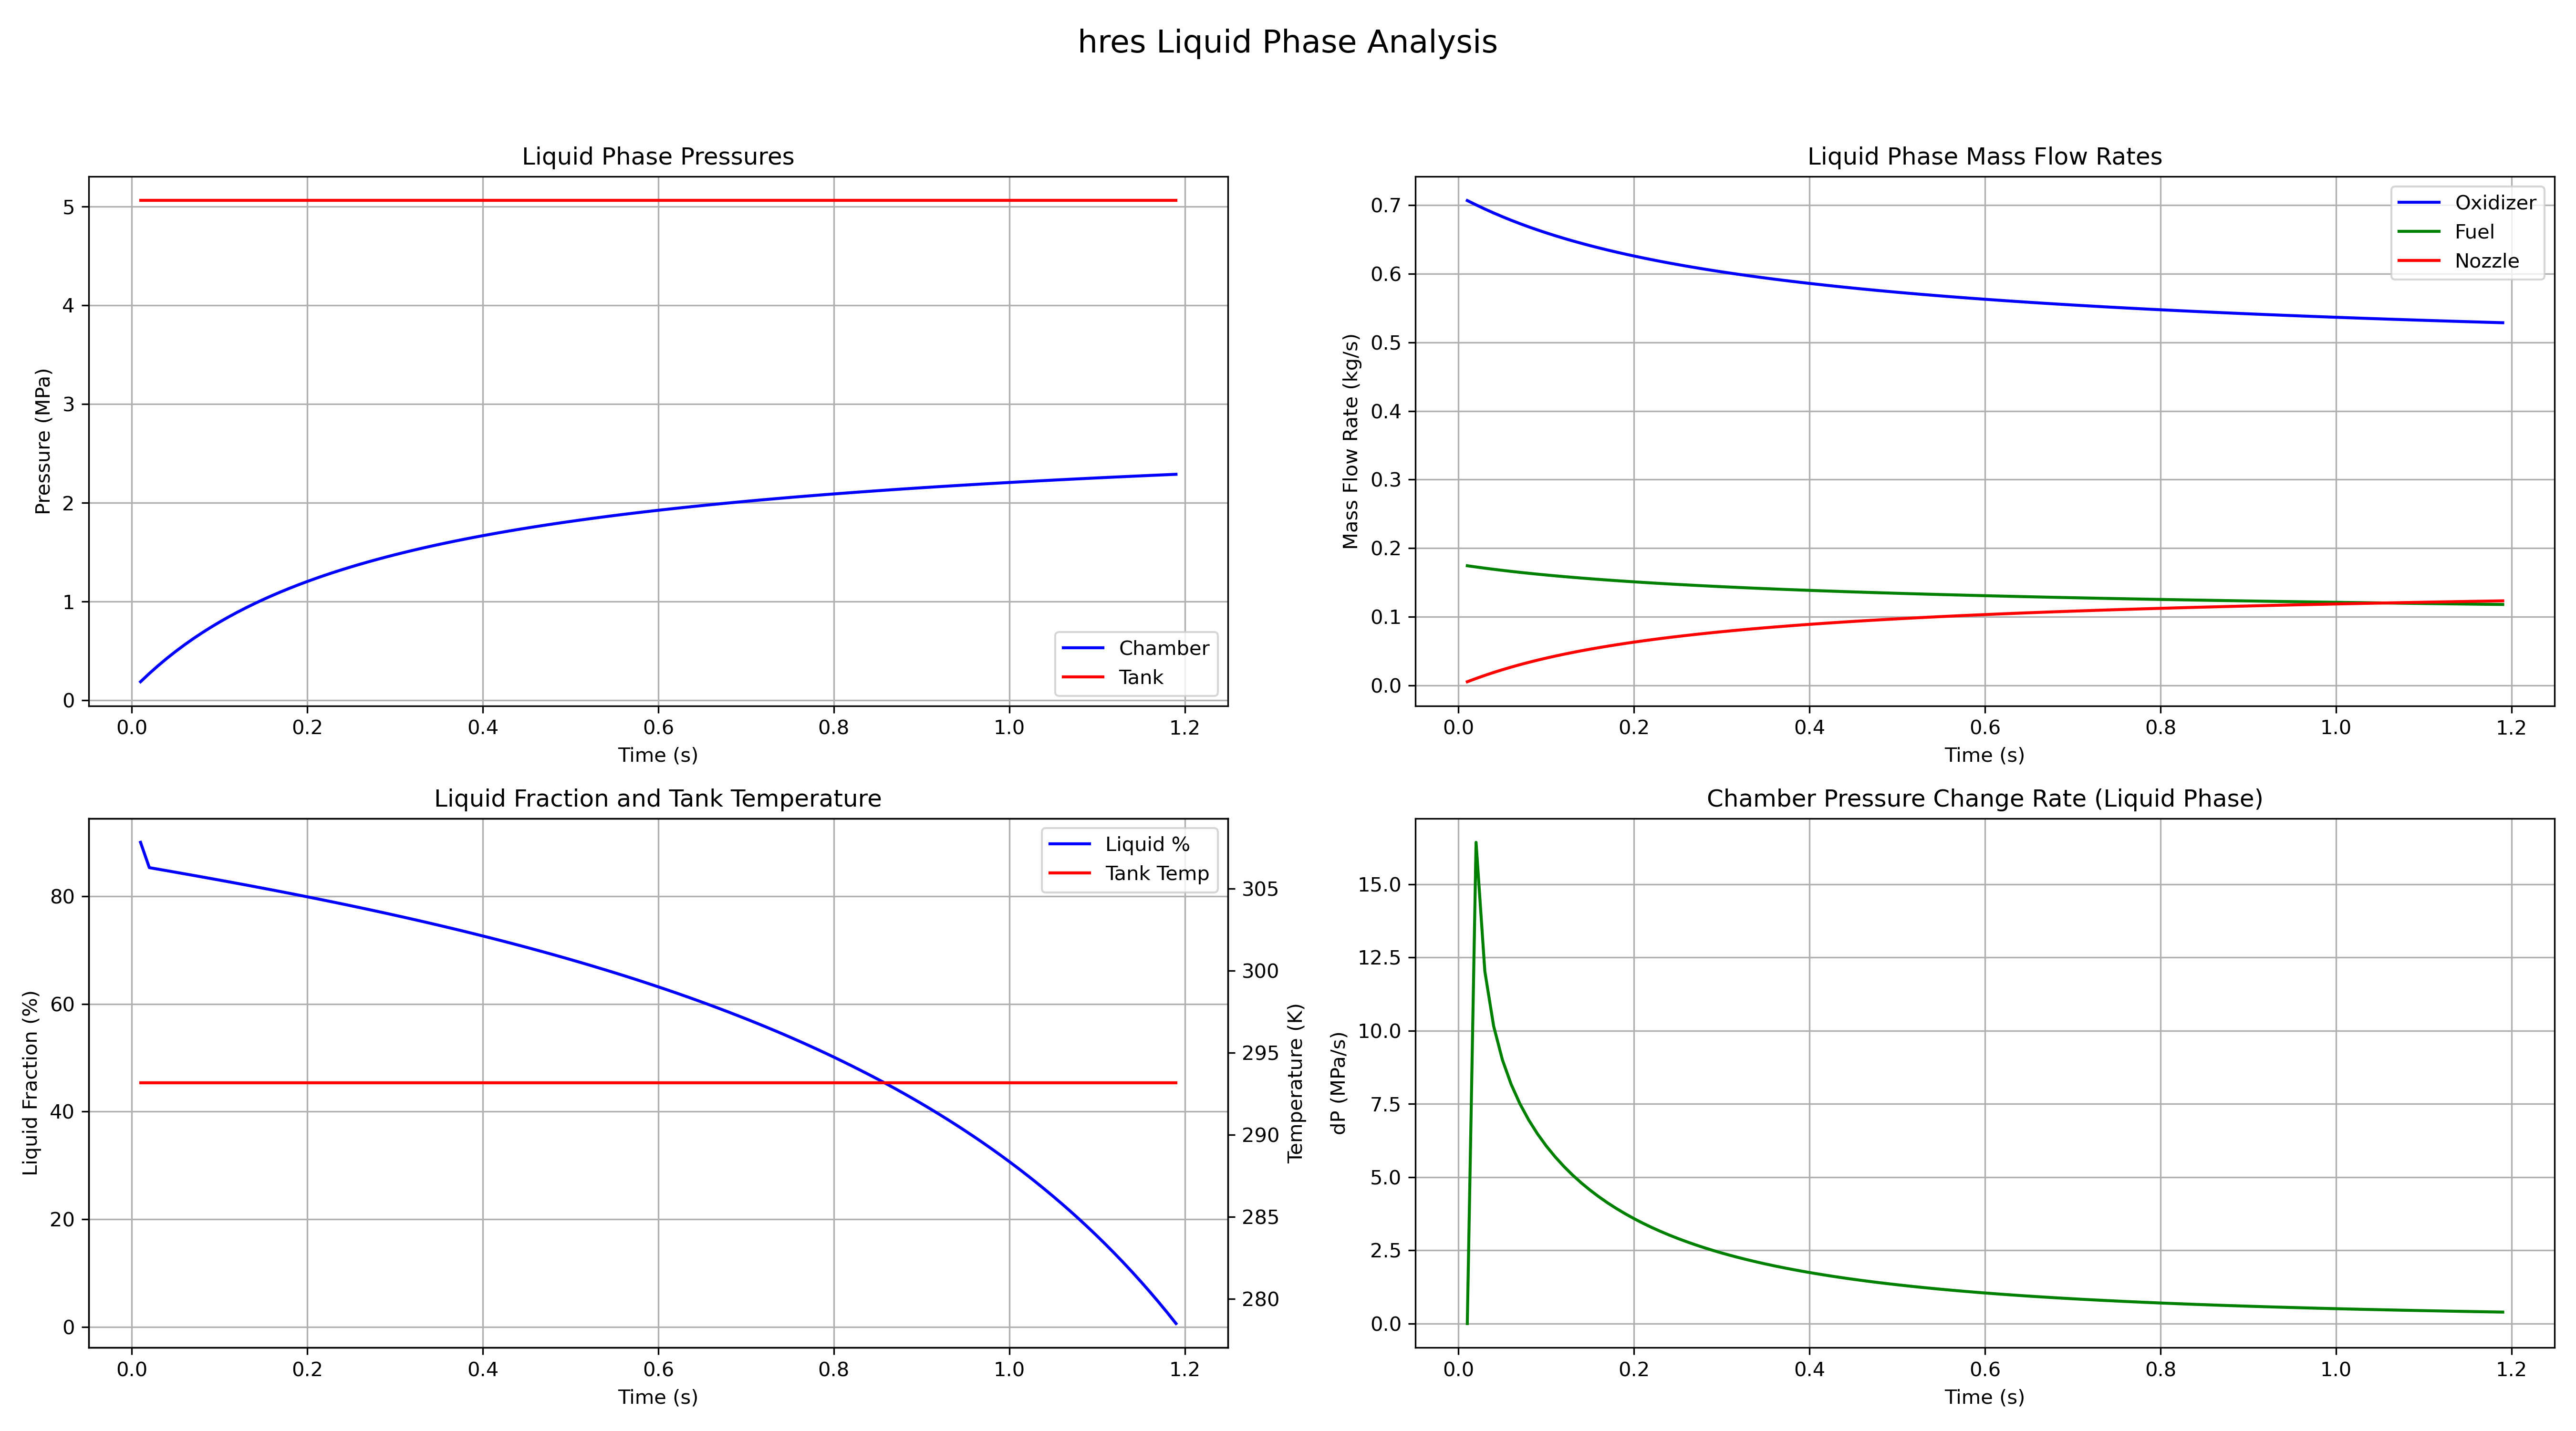 hres Liquid Phase Analysis
Liquid Phase Pressures
Pressure (MPa)
5
4
3
2
1
0
Chamber
Tank
0.0 0.2 0.4 0.6 0.8 1.0 1.2
Time (s)
Liquid Phase Mass Flow Rates
Mass Flow Rate (kg/s)
0.7
0.6
0.5
0.4
0.3
0.2
0.1
0.0
Oxidizer
Fuel
Nozzle
0.0 0.2 0.4 0.6 0.8 1.0 1.2
Time (s)
Liquid Fraction and Tank Temperature
Liquid Fraction (%)
80
60
40
20
0
Liquid %
Tank Temp
305
300
295
290
285
280
Temperature (K)
0.0 0.2 0.4 0.6 0.8 1.0 1.2
Time (s)
Chamber Pressure Change Rate (Liquid Phase)
dP (MPa/s)
15.0
12.5
10.0
7.5
5.0
2.5
0.0
0.0 0.2 0.4 0.6 0.8 1.0 1.2
Time (s)